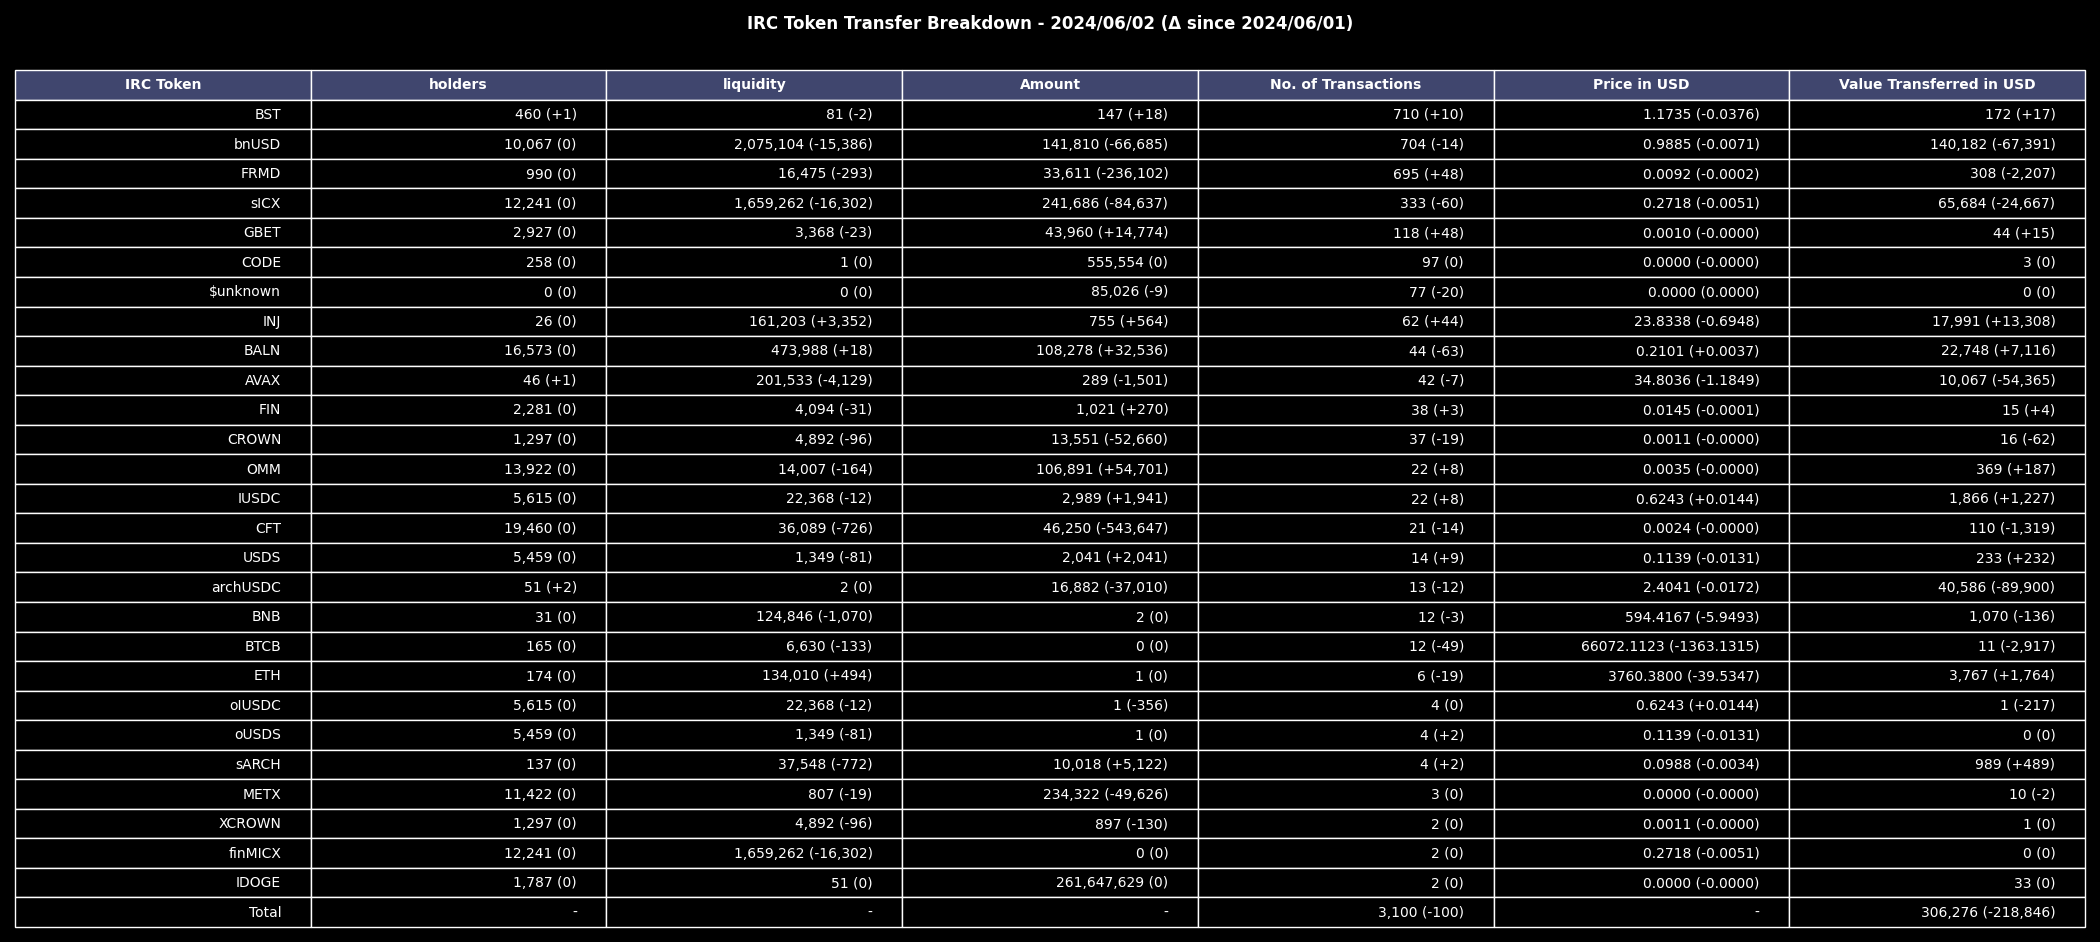 IRC Token Transfer Breakdown - 2024/06/02 (Δ since 2024/06/01)
IRC Token holders liquidity Amount No. of Transactions Price in USD Value Transferred in USD
BST 460 (+1) 81 (-2) 147 (+18) 710 (+10) 1.1735 (-0.0376) 172 (+17)
bnUSD 10,067 (0) 2,075,104 (-15,386) 141,810 (-66,685) 704 (-14) 0.9885 (-0.0071) 140,182 (-67,391)
FRMD 990 (0) 16,475 (-293) 33,611 (-236,102) 695 (+48) 0.0092 (-0.0002) 308 (-2,207)
sICX 12,241 (0) 1,659,262 (-16,302) 241,686 (-84,637) 333 (-60) 0.2718 (-0.0051) 65,684 (-24,667)
GBET 2,927 (0) 3,368 (-23) 43,960 (+14,774) 118 (+48) 0.0010 (-0.0000) 44 (+15)
CODE 258 (0) 1 (0) 555,554 (0) 97 (0) 0.0000 (-0.0000) 3 (0)
$unknown 0 (0) 0 (0) 85,026 (-9) 77 (-20) 0.0000 (0.0000) 0 (0)
INJ 26 (0) 161,203 (+3,352) 755 (+564) 62 (+44) 23.8338 (-0.6948) 17,991 (+13,308)
BALN 16,573 (0) 473,988 (+18) 108,278 (+32,536) 44 (-63) 0.2101 (+0.0037) 22,748 (+7,116)
AVAX 46 (+1) 201,533 (-4,129) 289 (-1,501) 42 (-7) 34.8036 (-1.1849) 10,067 (-54,365)
FIN 2,281 (0) 4,094 (-31) 1,021 (+270) 38 (+3) 0.0145 (-0.0001) 15 (+4)
CROWN 1,297 (0) 4,892 (-96) 13,551 (-52,660) 37 (-19) 0.0011 (-0.0000) 16 (-62)
OMM 13,922 (0) 14,007 (-164) 106,891 (+54,701) 22 (+8) 0.0035 (-0.0000) 369 (+187)
IUSDC 5,615 (0) 22,368 (-12) 2,989 (+1,941) 22 (+8) 0.6243 (+0.0144) 1,866 (+1,227)
CFT 19,460 (0) 36,089 (-726) 46,250 (-543,647) 21 (-14) 0.0024 (-0.0000) 110 (-1,319)
USDS 5,459 (0) 1,349 (-81) 2,041 (+2,041) 14 (+9) 0.1139 (-0.0131) 233 (+232)
archUSDC 51 (+2) 2 (0) 16,882 (-37,010) 13 (-12) 2.4041 (-0.0172) 40,586 (-89,900)
BNB 31 (0) 124,846 (-1,070) 2 (0) 12 (-3) 594.4167 (-5.9493) 1,070 (-136)
BTCB 165 (0) 6,630 (-133) 0 (0) 12 (-49) 66072.1123 (-1363.1315) 11 (-2,917)
ETH 174 (0) 134,010 (+494) 1 (0) 6 (-19) 3760.3800 (-39.5347) 3,767 (+1,764)
oIUSDC 5,615 (0) 22,368 (-12) 1 (-356) 4 (0) 0.6243 (+0.0144) 1 (-217)
oUSDS 5,459 (0) 1,349 (-81) 1 (0) 4 (+2) 0.1139 (-0.0131) 0 (0)
sARCH 137 (0) 37,548 (-772) 10,018 (+5,122) 4 (+2) 0.0988 (-0.0034) 989 (+489)
METX 11,422 (0) 807 (-19) 234,322 (-49,626) 3 (0) 0.0000 (-0.0000) 10 (-2)
XCROWN 1,297 (0) 4,892 (-96) 897 (-130) 2 (0) 0.0011 (-0.0000) 1 (0)
finMICX 12,241 (0) 1,659,262 (-16,302) 0 (0) 2 (0) 0.2718 (-0.0051) 0 (0)
IDOGE 1,787 (0) 51 (0) 261,647,629 (0) 2 (0) 0.0000 (-0.0000) 33 (0)
Total - - - 3,100 (-100) - 306,276 (-218,846)